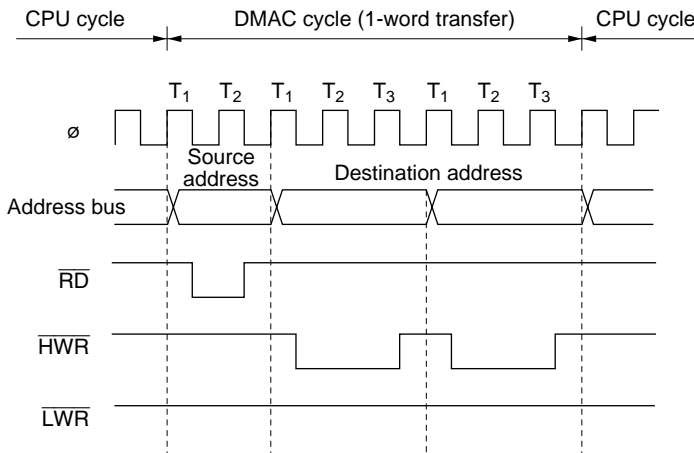 CPU cycle DMAC cycle (1-word transfer) CPU cycle
T1 T2 T1 T2 T3 T1 T2 T3
ø
Source
address
Destination address
Address bus
RD
HWR
LWR